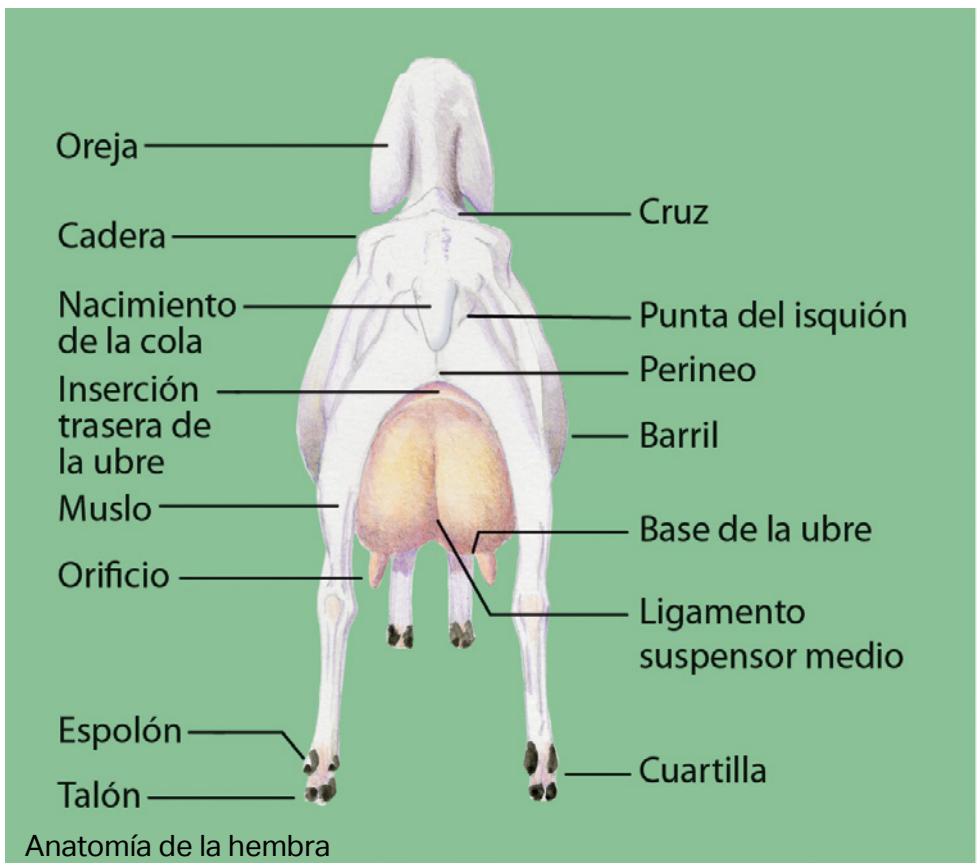 Oreja
Cadera
Nacimiento
de la cola
Inserción
trasera de
la ubre
Muslo
Orificio
Espolón
Talón
Cruz
Punta del isquión
Perineo
Barril
Base de la ubre
Ligamento
suspensor medio
Cuartilla
Anatomía de la hembra